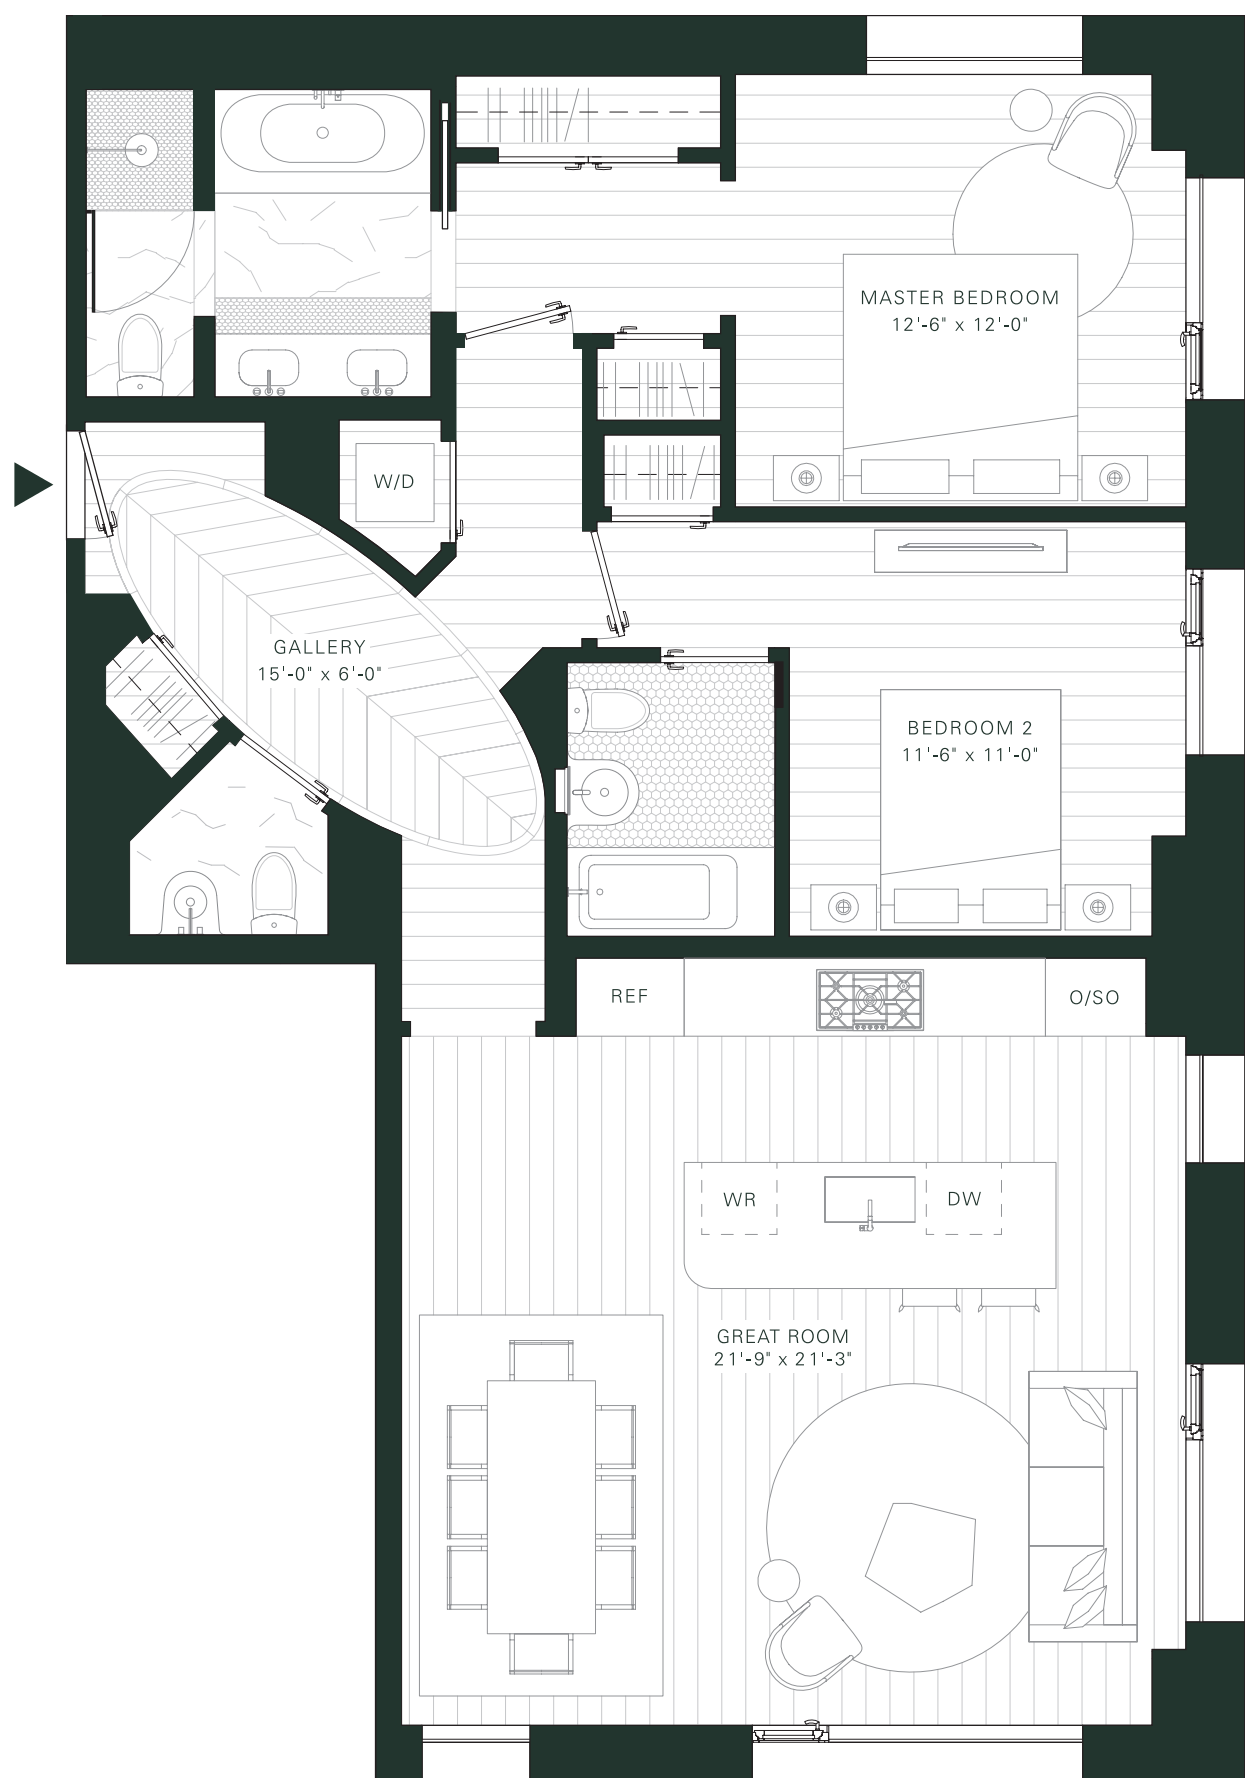 MASTER BEDROOM
12'-6" x 12'-0"
W/D
GALLERY
15'-0" x 6'-0"
BEDROOM 2
11'-6" x 11'-0"
REF
O/SO
WR
DW
GREAT ROOM
21'-9" x 21'-3"